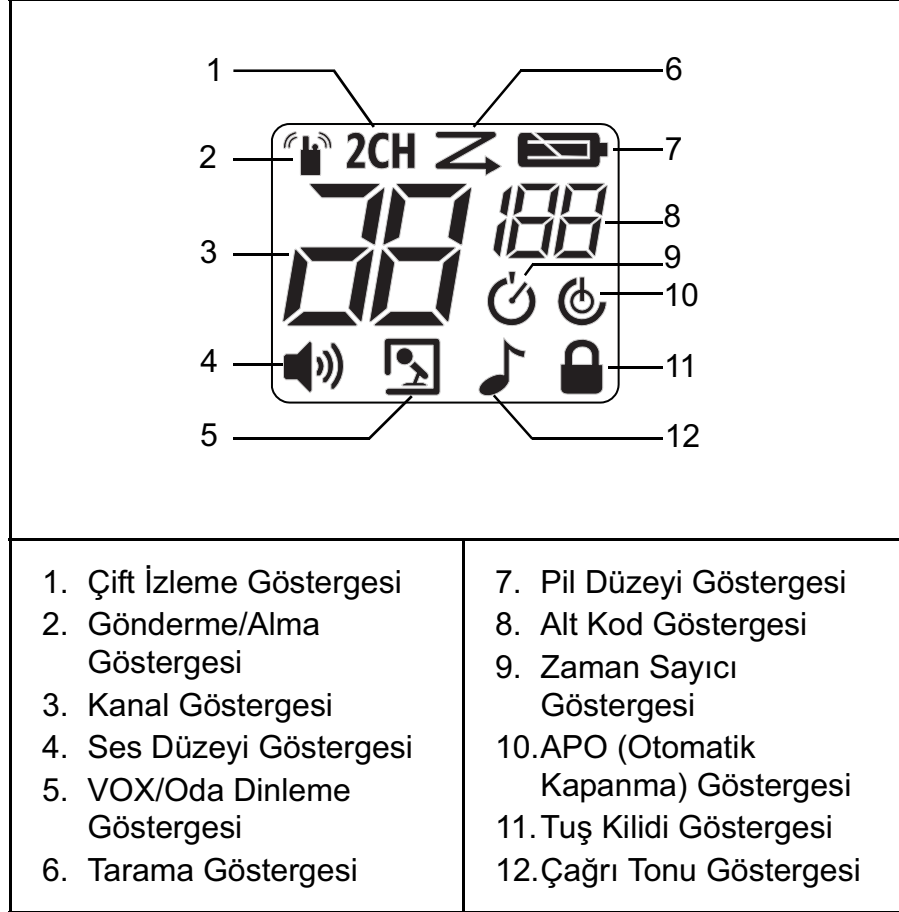 1
6
2CH
2
7
188
8
3
9
10
4
11
5
12
1. Çift İzleme Göstergesi
2. Gönderme/Alma
Göstergesi
3. Kanal Göstergesi
4. Ses Düzeyi Göstergesi
5. VOX/Oda Dinleme
Göstergesi
6. Tarama Göstergesi
7. Pil Düzeyi Göstergesi
8. Alt Kod Göstergesi
9. Zaman Sayıcı
Göstergesi
10.APO (Otomatik
Kapanma) Göstergesi
11.Tuş Kilidi Göstergesi
12.Çağrı Tonu Göstergesi